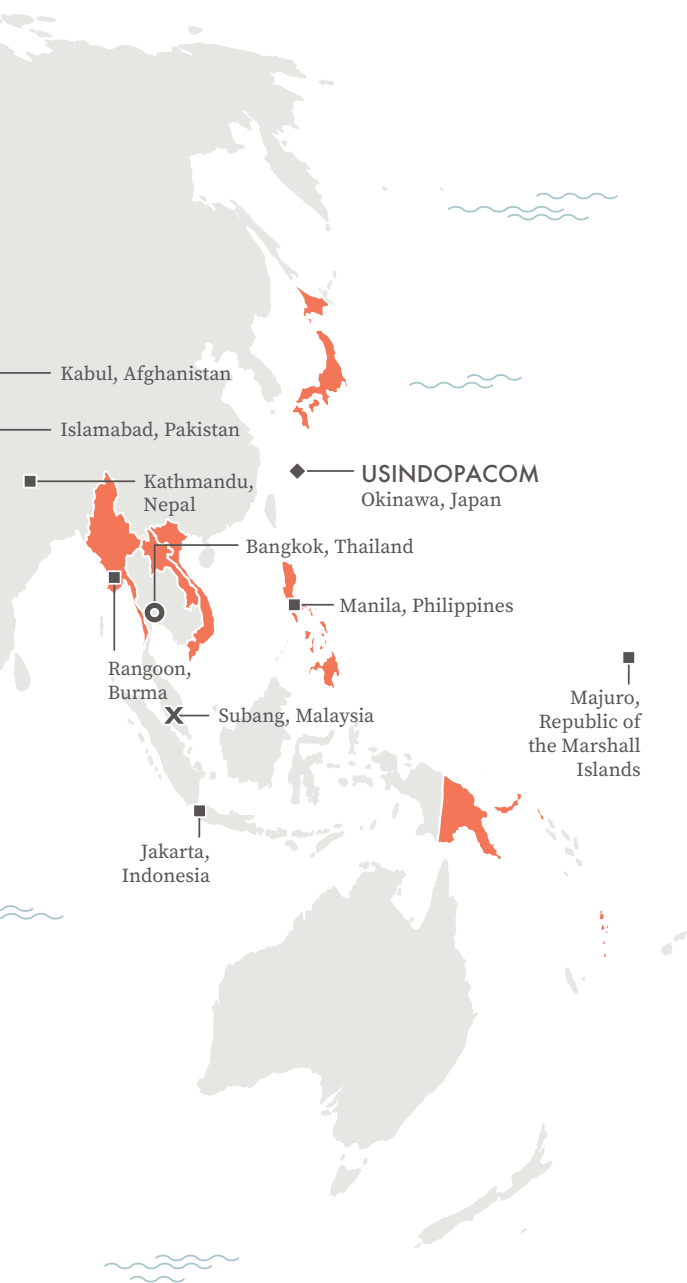 Kabul, Afghanistan
Islamabad, Pakistan
USINDOPACOM
Okinawa, Japan
Kathmandu,
Nepal
Bangkok, Thailand
Manila, Philippines
Rangoon,
Burma
Subang, Malaysia
Majuro,
Republic of
the Marshall
Islands
Jakarta,
Indonesia